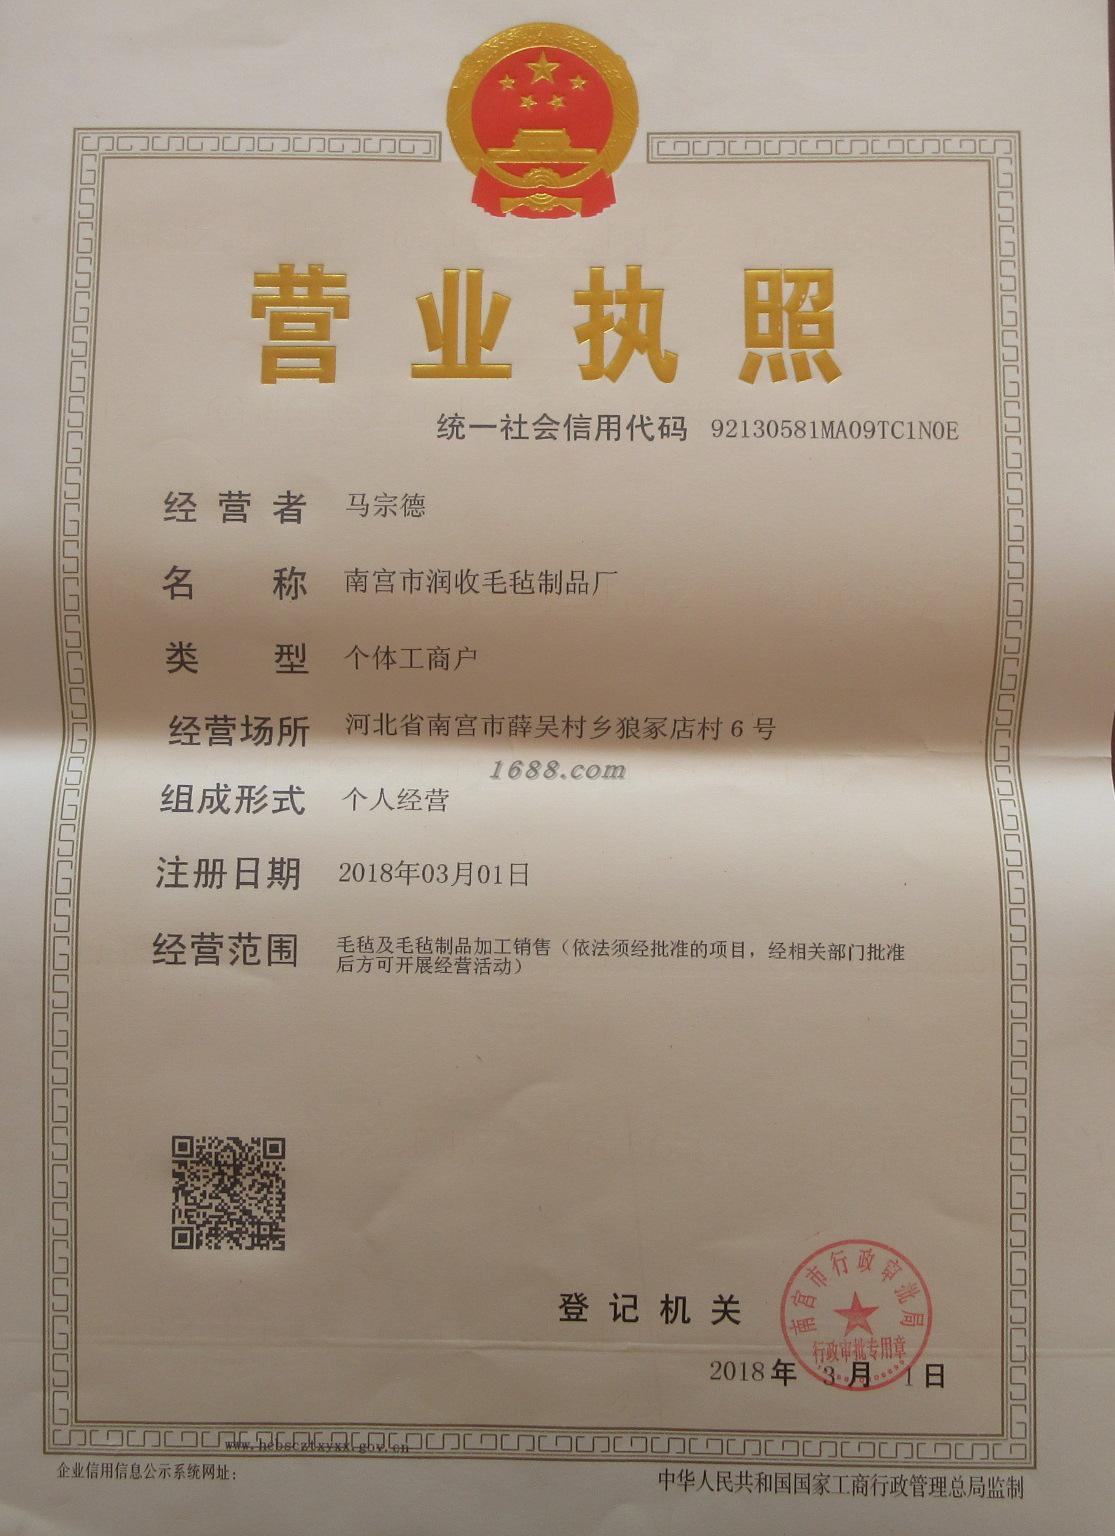 营业执照
统一社会信用代码 92130581MA09TC1N0E
经营者 马宗德
名称 南宫市润收毛毡制品厂
类型 个体工商户
经营场所 河北省南宫市薛吴村乡狼冢店村6号
1688.com
组成形式 个人经营
注册日期 2018年03月01日
经营范围 毛毡及毛毡制品加工销售（依法须经批准的项目，经相关部门批准
后方可开展经营活动）
南宫市行政审批局
登记机关
行政审批专用章
2018年 3月 1日
www.hebscztxyxx.gov.cn
企业信用信息公示系统网址：
中华人民共和国国家工商行政管理总局监制